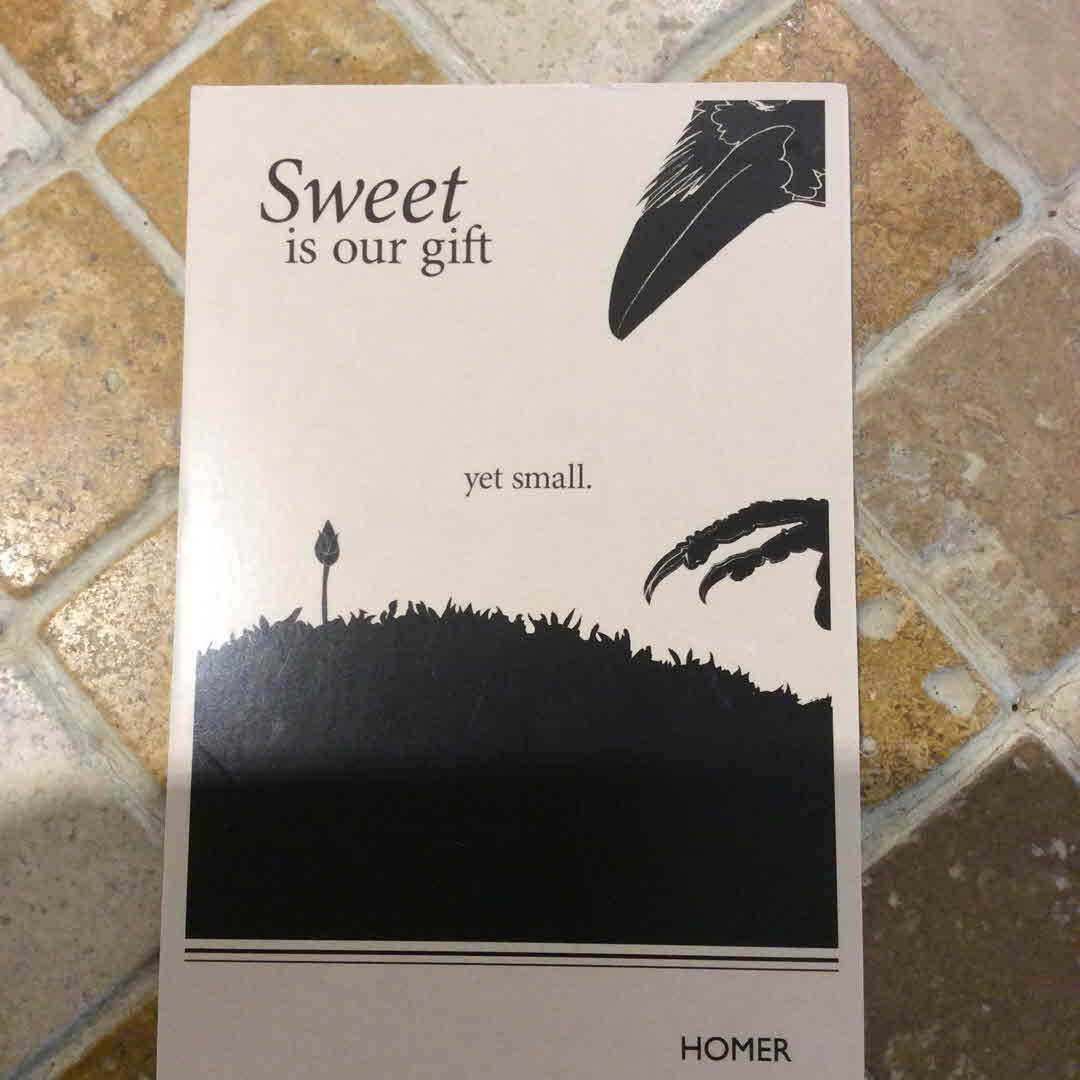 Sweet
is our gift
yet small.
HOMER